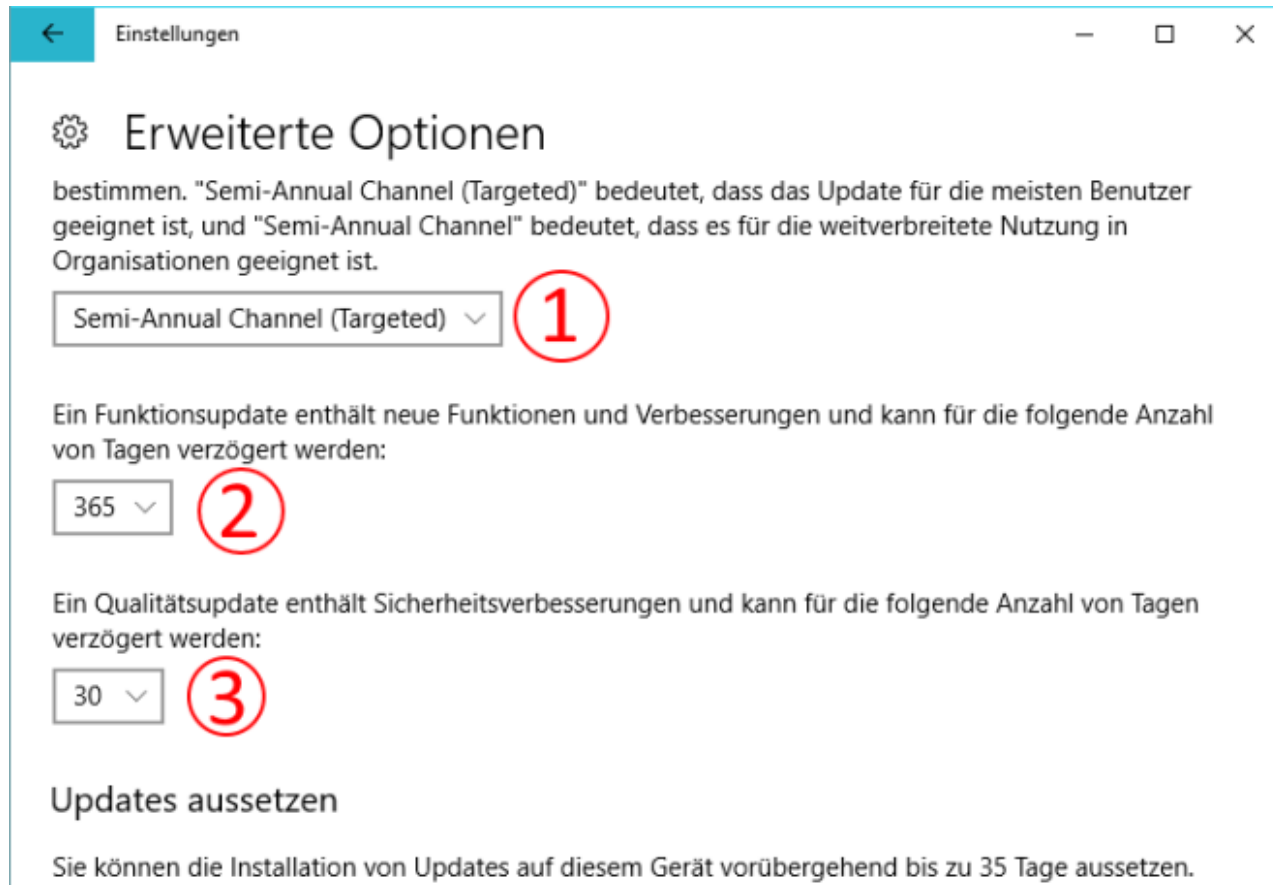 Einstellungen
Erweiterte Optionen
bestimmen. "Semi-Annual Channel (Targeted)" bedeutet, dass das Update für die meisten Benutzer
geeignet ist, und "Semi-Annual Channel" bedeutet, dass es für die weitverbreitete Nutzung in
Organisationen geeignet ist.
Semi-Annual Channel (Targeted) 1
Ein Funktionsupdate enthält neue Funktionen und Verbesserungen und kann für die folgende Anzahl
von Tagen verzögert werden:
365 2
Ein Qualitätsupdate enthält Sicherheitsverbesserungen und kann für die folgende Anzahl von Tagen
verzögert werden:
30 3
Updates aussetzen
Sie können die Installation von Updates auf diesem Gerät vorübergehend bis zu 35 Tage aussetzen.